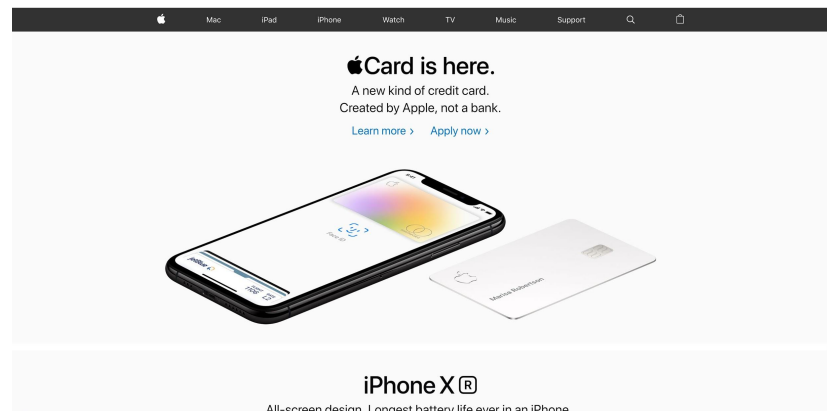 Mac iPad iPhone Watch TV Music Support
Card is here.
A new kind of credit card.
Created by Apple, not a bank.
Learn more > Apply now >
Face ID
jetBlue
1106
Marisa Robertson
iPhone X R
All-screen design. Longest battery life ever in an iPhone.